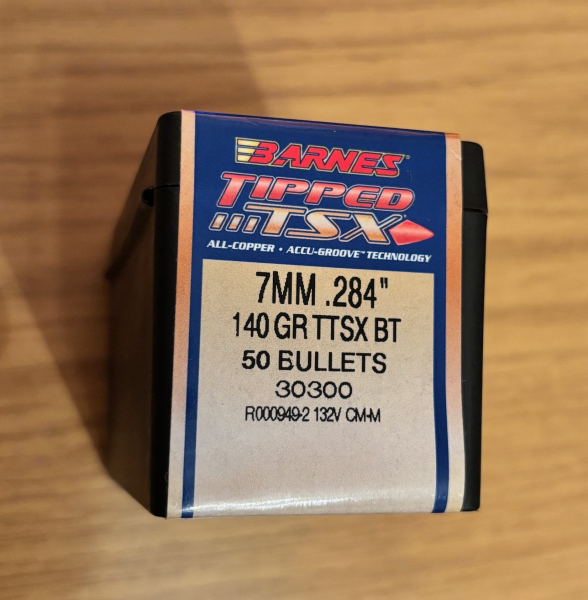 BARNES
TIPPED
TSX
ALL-COPPER • ACCU-GROOVE™ TECHNOLOGY
7MM .284"
140 GR TTSX BT
50 BULLETS
30300
R000949-2 132V CM-M